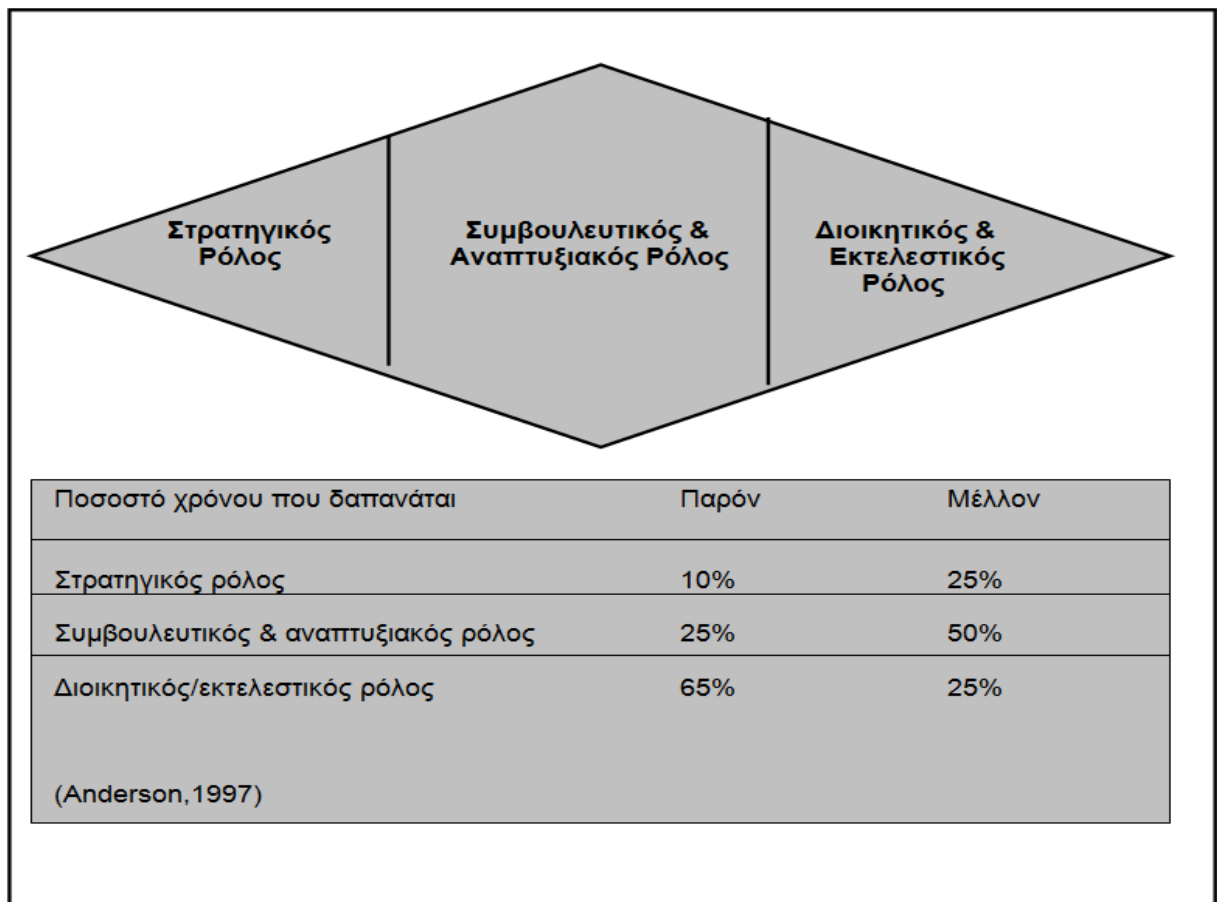 Στρατηγικός
Ρόλος
Συμβουλευτικός &
Αναπτυξιακός Ρόλος
Διοικητικός &
Εκτελεστικός
Ρόλος
Ποσοστό χρόνου που δαπανάται Παρόν Μέλλον
Στρατηγικός ρόλος 10% 25%
Συμβουλευτικός & αναπτυξιακός ρόλος 25% 50%
Διοικητικός/εκτελεστικός ρόλος 65% 25%
(Anderson,1997)